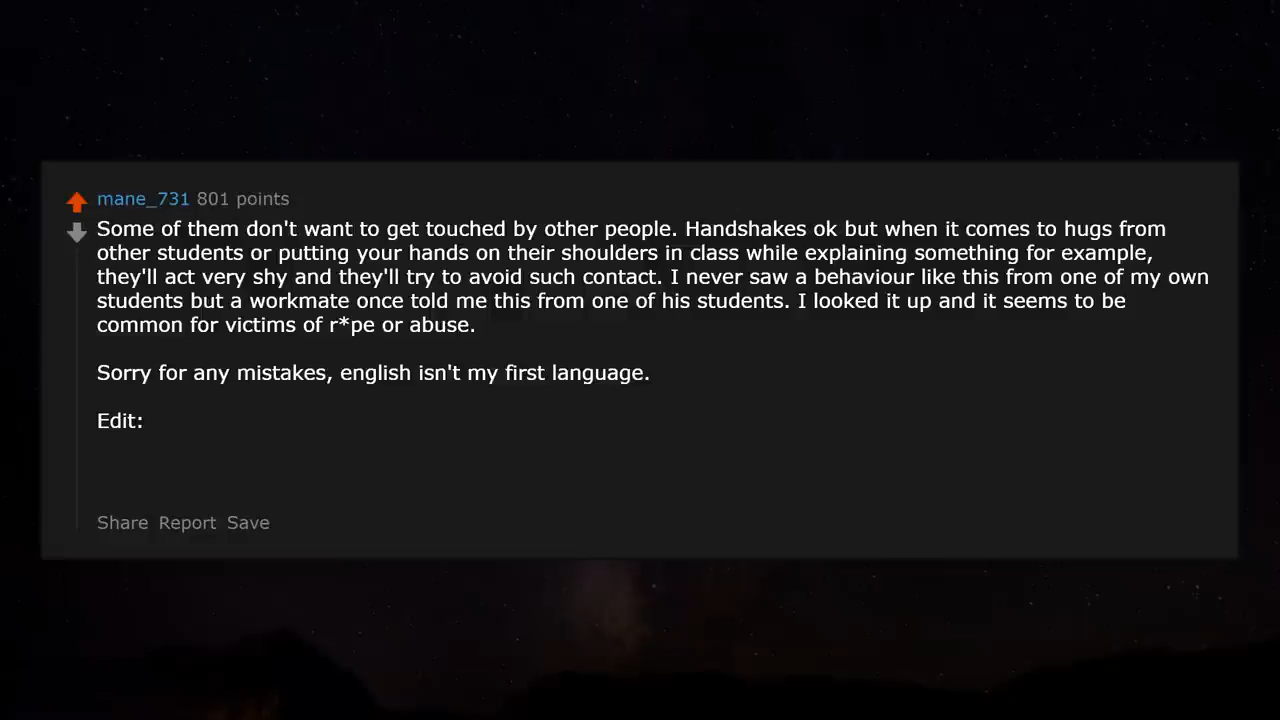 mane_731 801 points
Some of them don't want to get touched by other people. Handshakes ok but when it comes to hugs from
other students or putting your hands on their shoulders in class while explaining something for example,
they'll act very shy and they'll try to avoid such contact. I never saw a behaviour like this from one of my own
students but a workmate once told me this from one of his students. I looked it up and it seems to be
common for victims of r*pe or abuse.
Sorry for any mistakes, english isn't my first language.
Edit:
Share Report Save